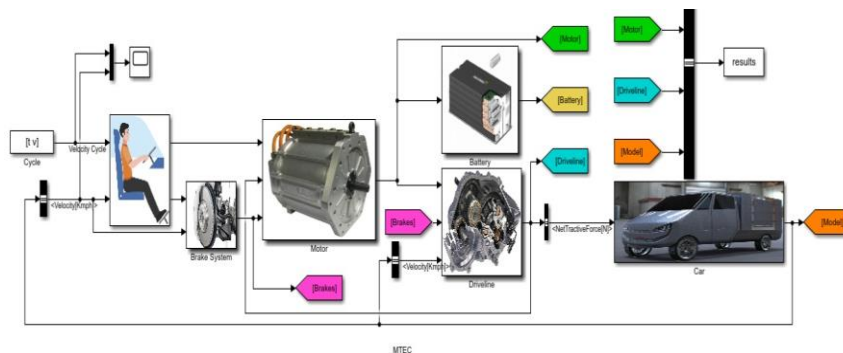 [Motor]
[Motor]
results
[Battery]
[Driveline]
[t v]
Cycle
Velocity Cycle
Battery
[Driveline]
[Model]
<Velocity[Kmph]>
Brake System
Motor
[Brakes]
<Velocity[Kmph]>
Driveline
<NetTractiveForce[N]>
Car
[Model]
[Brakes]
MTEC